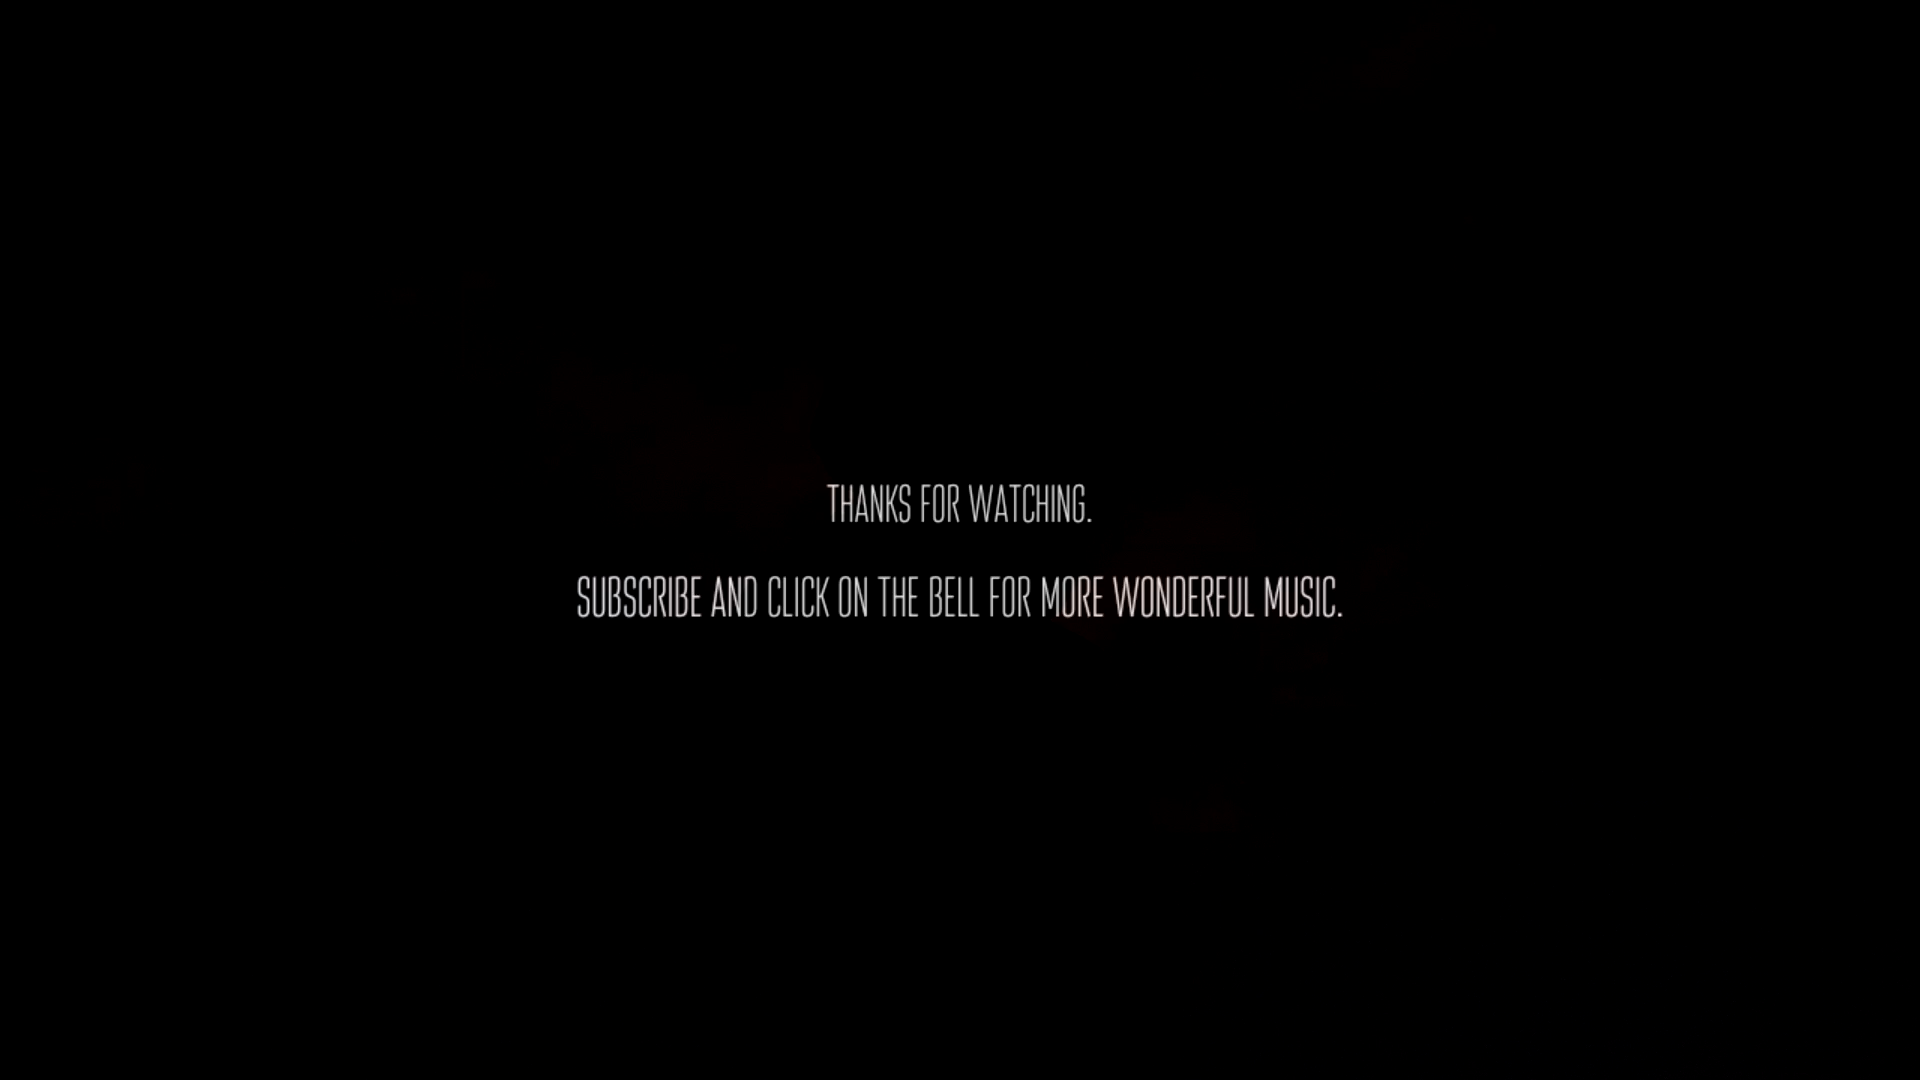 THANKS FOR WATCHING.
SUBSCRIBE AND CLICK ON THE BELL FOR MORE WONDERFUL MUSIC.